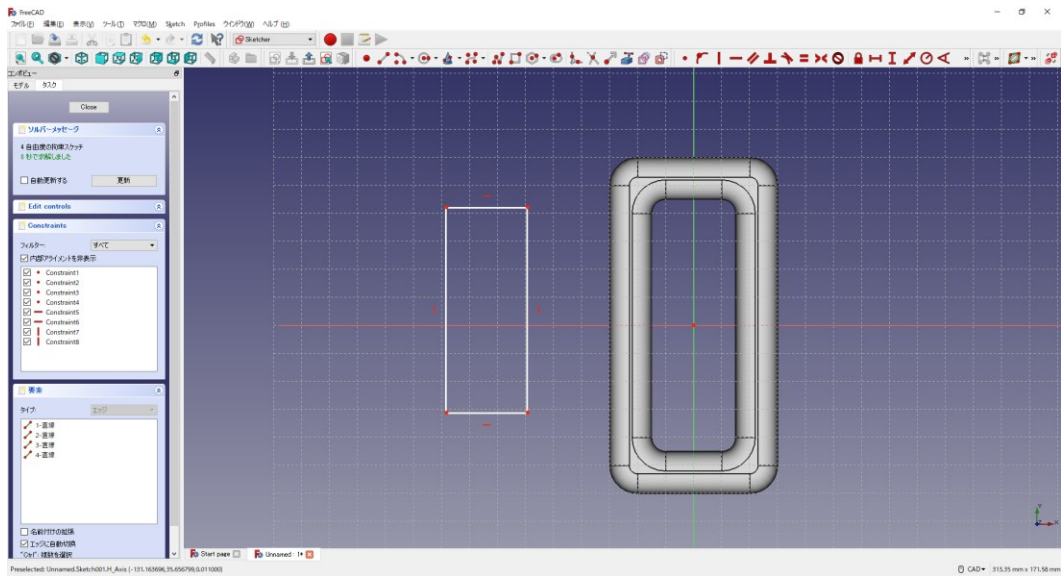 FreeCAD
ファイル(F) 編集(E) 表示(V) ツール(T) マクロ(M) Sketch Profiles ウィンドウ(W) ヘルプ(H)
Sketcher
コンボビュー
モデル タスク
Close
ソルバーメッセージ
4 自由度の拘束スケッチ
0 秒で求解しました
自動更新する 更新
Edit controls
Constraints
フィルター: すべて
内部アライメントを非表示
Constraint1
Constraint2
Constraint3
Constraint4
Constraint5
Constraint6
Constraint7
Constraint8
要素
タイプ: エッジ
1-直線
2-直線
3-直線
4-直線
名前付けの拡張
エッジに自動切換
"Ctrl": 複数を選択
Start page Unnamed : 1*
Preselected: Unnamed.Sketch001.H_Axis (-131.163696,35.656799,0.011000)
CAD 315.35 mm x 171.58 mm
Y
X